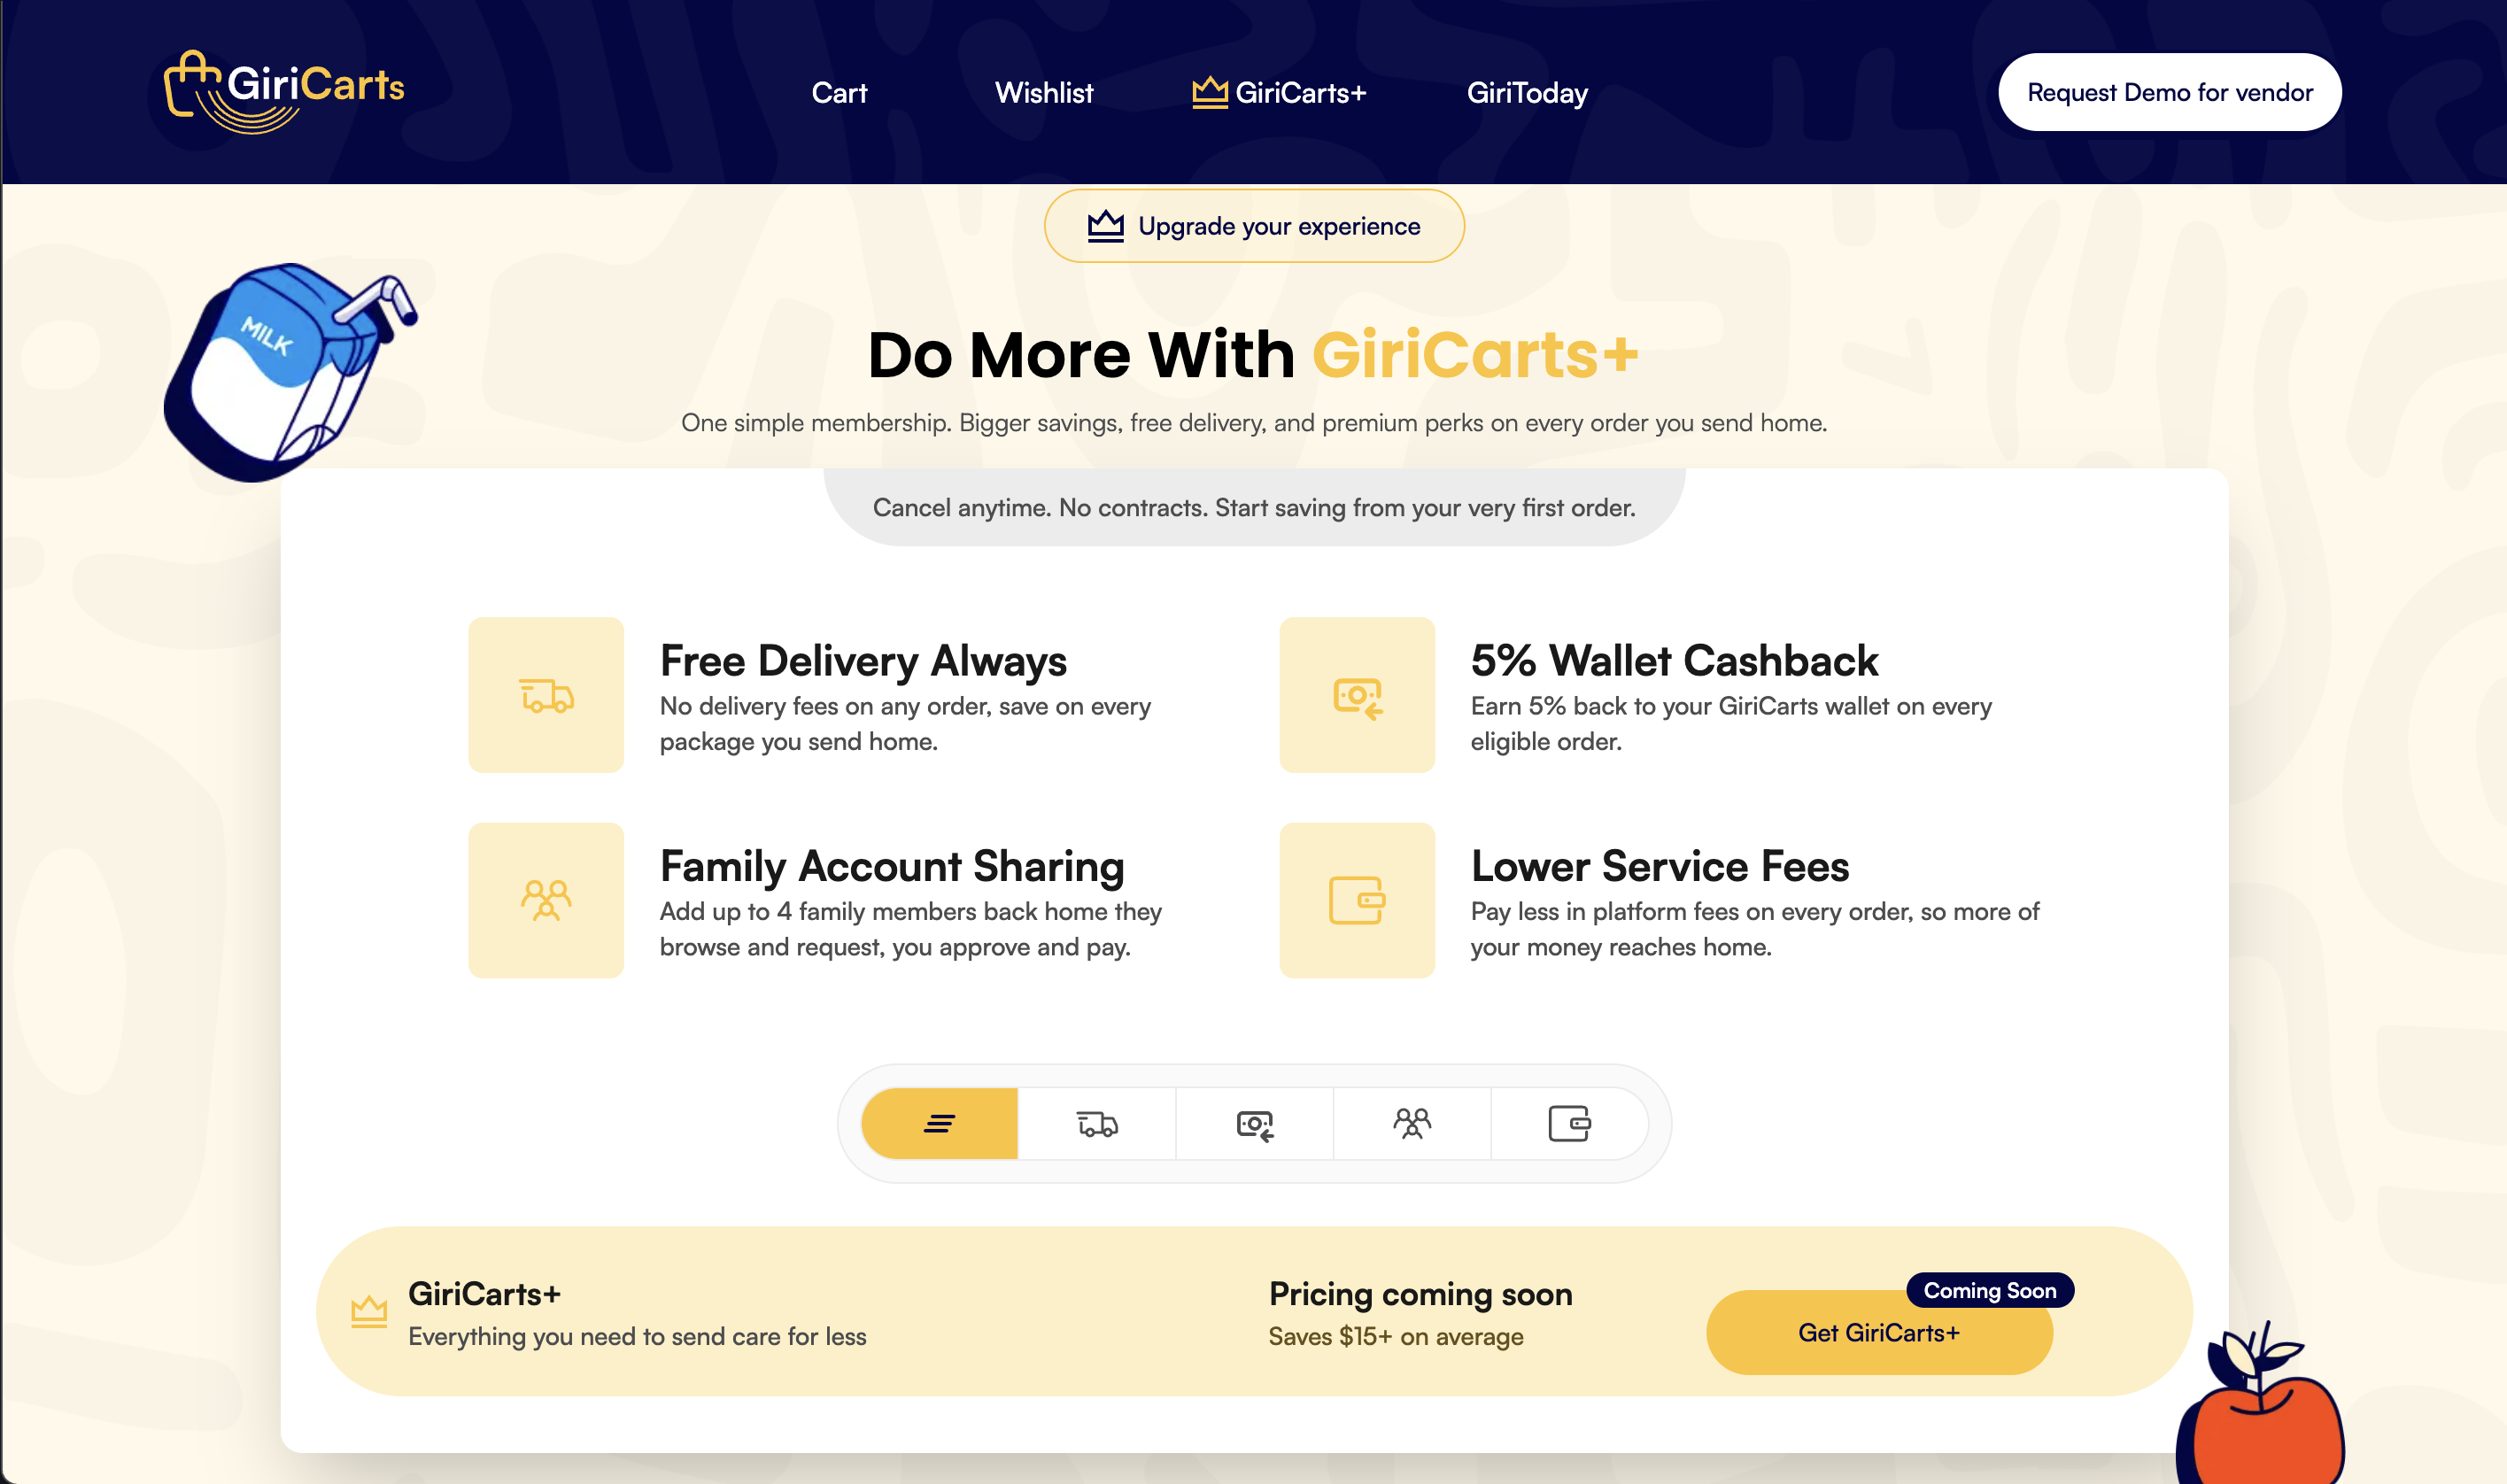 GiriCarts
Cart
Wishlist
GiriCarts+
GiriToday
Request Demo for vendor
Upgrade your experience
MILK
Do More With GiriCarts+
One simple membership. Bigger savings, free delivery, and premium perks on every order you send home.
Cancel anytime. No contracts. Start saving from your very first order.
Free Delivery Always
No delivery fees on any order, save on every
package you send home.
5% Wallet Cashback
Earn 5% back to your GiriCarts wallet on every
eligible order.
Family Account Sharing
Add up to 4 family members back home they
browse and request, you approve and pay.
Lower Service Fees
Pay less in platform fees on every order, so more of
your money reaches home.
GiriCarts+
Everything you need to send care for less
Pricing coming soon
Saves $15+ on average
Coming Soon
Get GiriCarts+